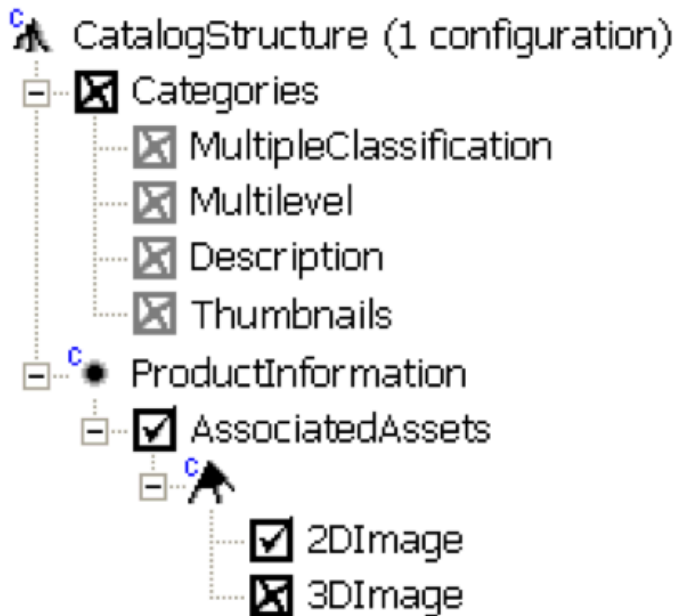 CatalogStructure (1 configuration)
Categories
MultipleClassification
Multilevel
Description
Thumbnails
C ProductInformation
AssociatedAssets
C
2DImage
3DImage